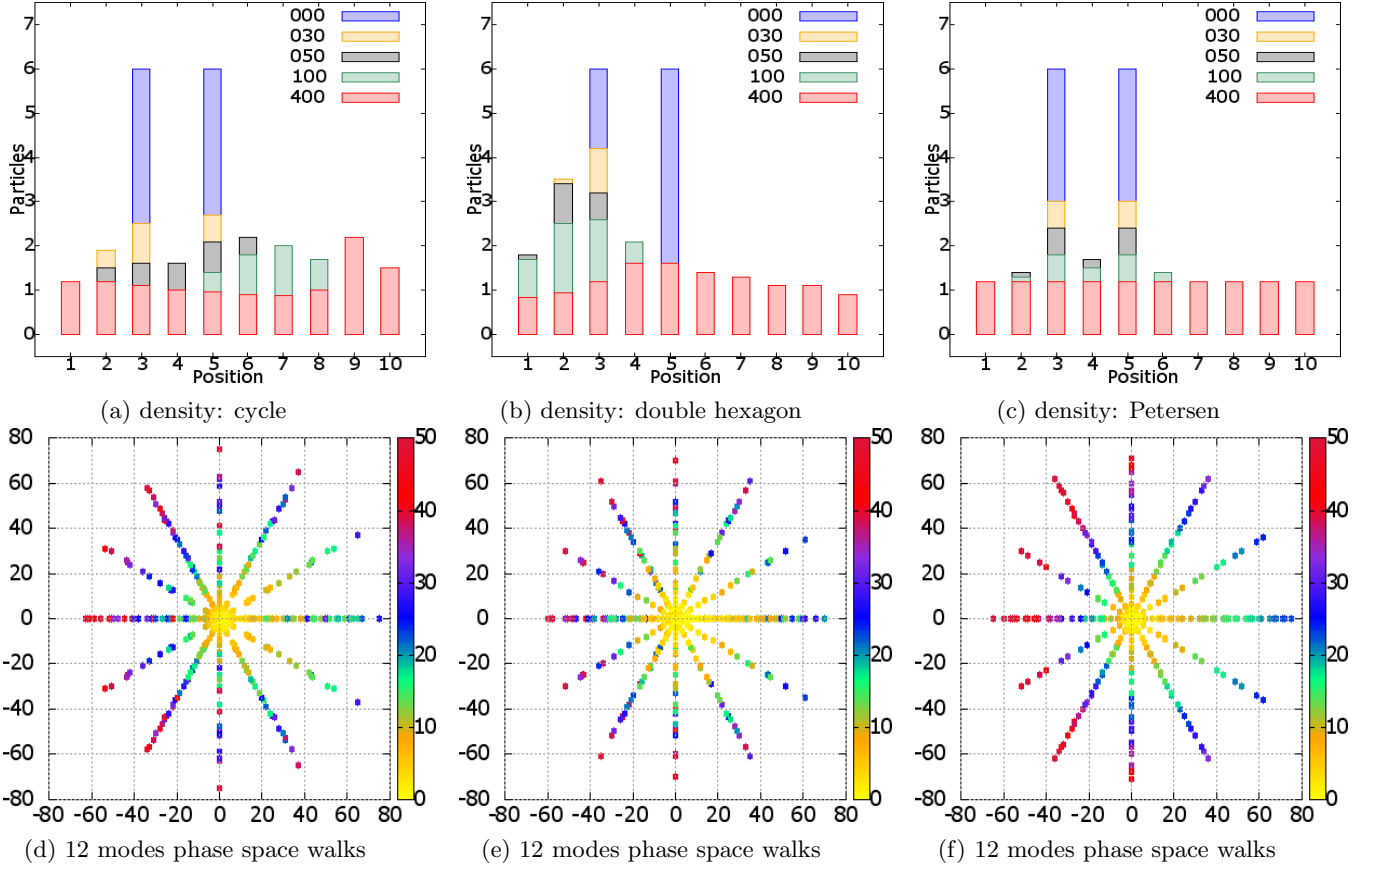 7 6 5 4 3 2 1 0
Particles
000
030
050
100
400
1 2 3 4 5 6 7 8 9 10
Position
(a) density: cycle
7 6 5 4 3 2 1 0
Particles
000
030
050
100
400
1 2 3 4 5 6 7 8 9 10
Position
(b) density: double hexagon
7 6 5 4 3 2 1 0
Particles
000
030
050
100
400
1 2 3 4 5 6 7 8 9 10
Position
(c) density: Petersen
80 60 40 20 0 -20 -40 -60 -80
-80 -60 -40 -20 0 20 40 60 80
50 40 30 20 10 0
(d) 12 modes phase space walks
80 60 40 20 0 -20 -40 -60 -80
-80 -60 -40 -20 0 20 40 60 80
50 40 30 20 10 0
(e) 12 modes phase space walks
80 60 40 20 0 -20 -40 -60 -80
-80 -60 -40 -20 0 20 40 60 80
50 40 30 20 10 0
(f) 12 modes phase space walks